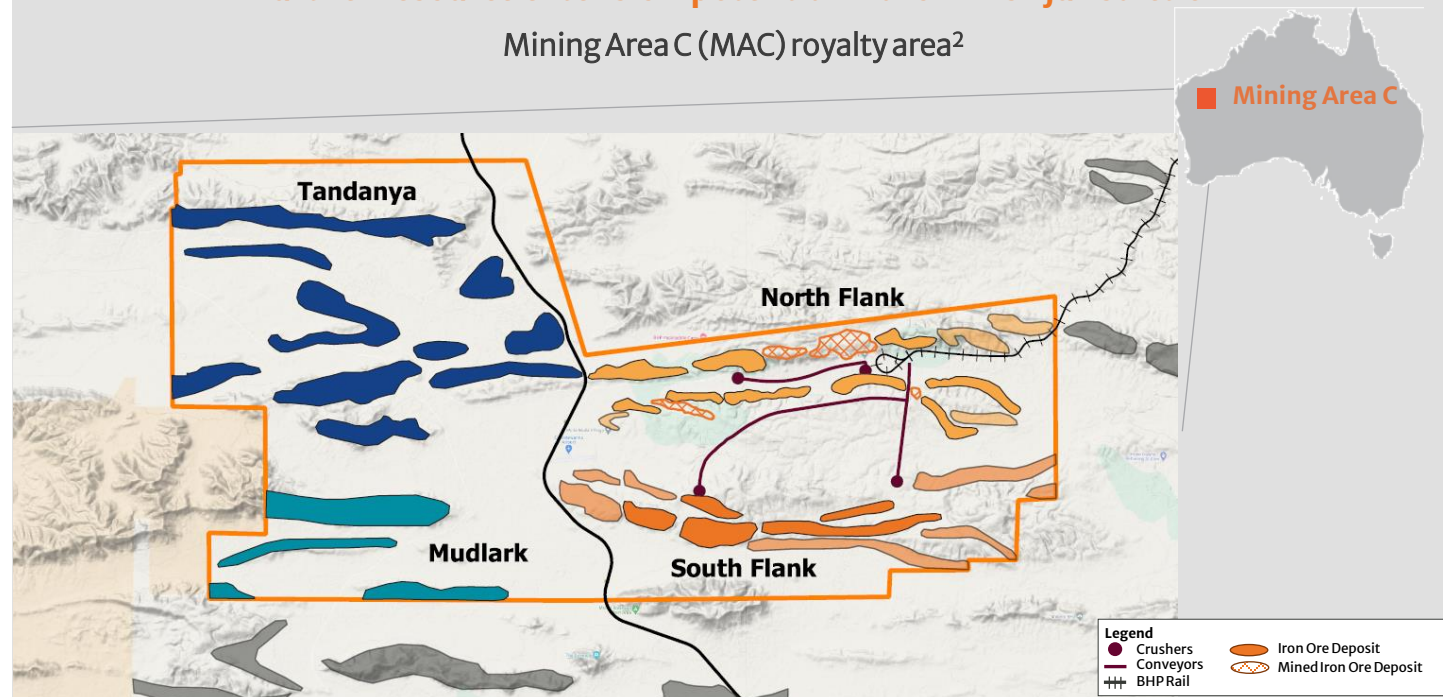 Mining Area C (MAC) royalty area²
Mining Area C
Tandanya
North Flank
Mudlark
South Flank
Legend
Crushers
Conveyors
BHP Rail
Iron Ore Deposit
Mined Iron Ore Deposit